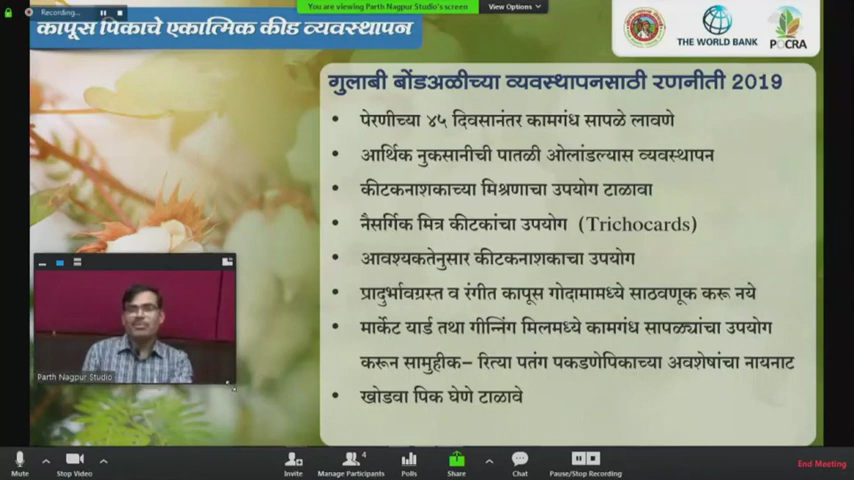 Recording...
You are viewing Parth Nagpur Studio's screen
View Options
कापूस पिकाचे एकात्मिक कीड व्यवस्थापन
THE WORLD BANK
POCRA
गुलाबी बोंडअळीच्या व्यवस्थापनसाठी रणनीती 2019
• पेरणीच्या ४५ दिवसानंतर कामगंध सापळे लावणे
• आर्थिक नुकसानीची पातळी ओलांडल्यास व्यवस्थापन
• कीटकनाशकाच्या मिश्रणाचा उपयोग टाळावा
• नैसर्गिक मित्र कीटकांचा उपयोग (Trichocards)
• आवश्यकतेनुसार कीटकनाशकाचा उपयोग
• प्रादुर्भावग्रस्त व रंगीत कापूस गोदामामध्ये साठवणूक करू नये
• मार्केट यार्ड तथा गीन्निंग मिलमध्ये कामगंध सापळ्यांचा उपयोग
करून सामुहीक– रित्या पतंग पकडणेपिकाच्या अवशेषांचा नायनाट
• खोडवा पिक घेणे टाळावे
Parth Nagpur Studio
Mute
Stop Video
Invite
4
Manage Participants
Polls
Share
Chat
Pause/Stop Recording
End Meeting